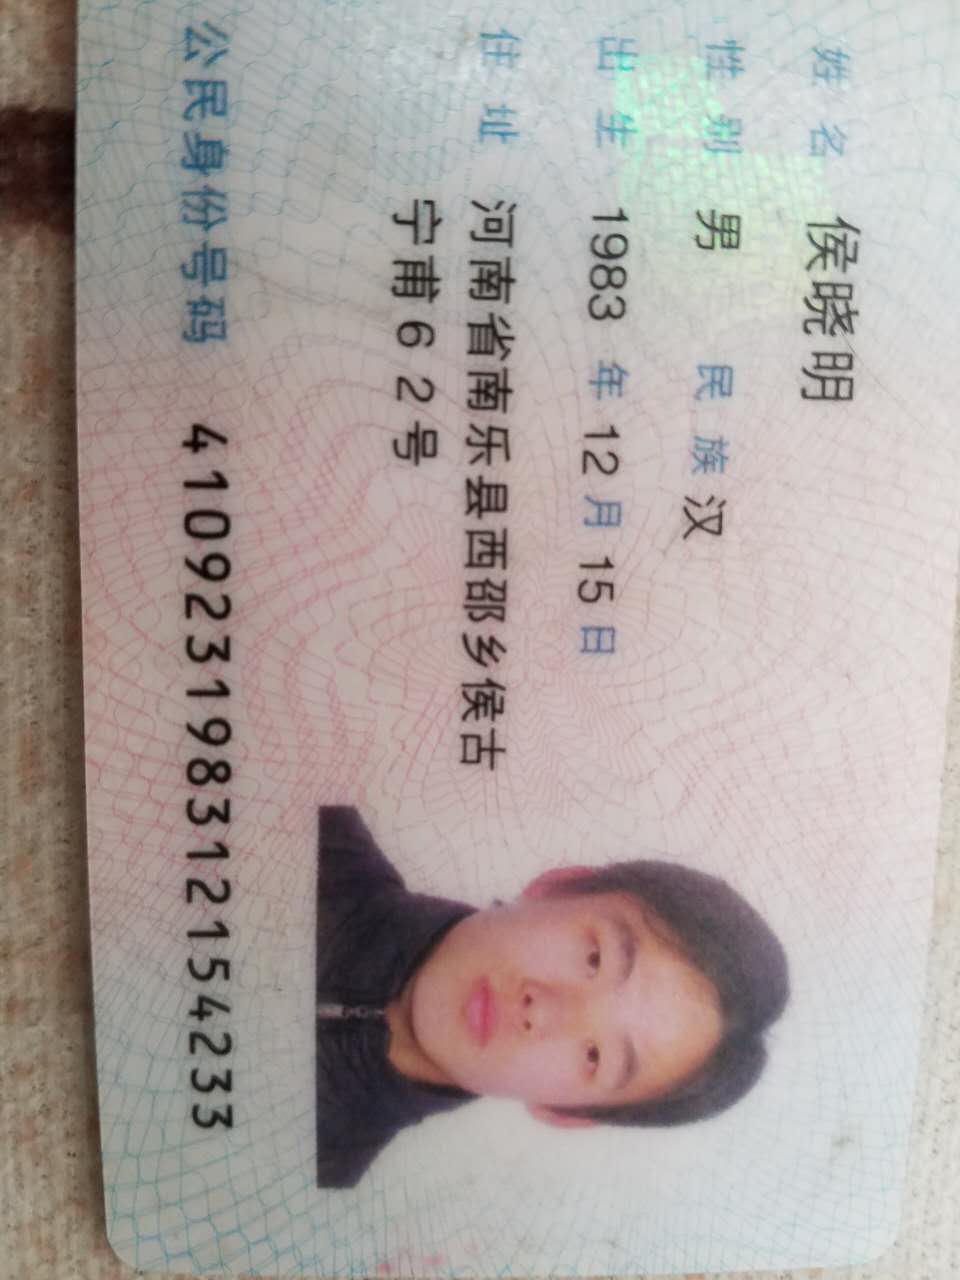 姓名 侯晓明
性别 男 民族 汉
出生 1983 年 12 月 15 日
住址 河南省南乐县西邵乡侯古
宁甫62号
公民身份号码 410923198312154233